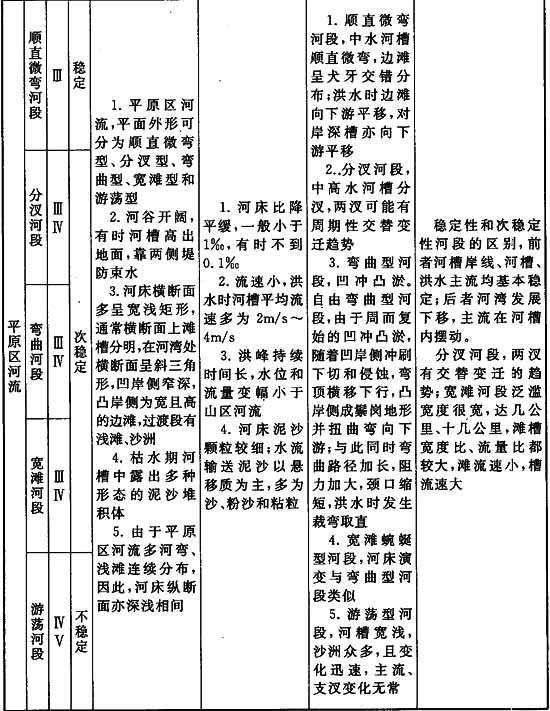 平原区河流
顺直微弯河段
Ⅲ
稳定
分汊河段
Ⅲ
Ⅳ
弯曲河段
Ⅲ
Ⅳ
宽滩河段
Ⅲ
Ⅳ
次稳定
游荡河段
Ⅳ
Ⅴ
不稳定
1. 平原区河
流,平面外形可
分为顺直微弯
型、分汊型、弯
曲型、宽滩型和
游荡型
2. 河谷开阔,
有时河槽高出
地面,靠两侧堤
防束水
3.河床横断面
多呈宽浅矩形,
通常横断面上滩
槽分明,在河湾处
横断面呈斜三角
形,凹岸侧窄深,
凸岸侧为宽且高
的边滩,过渡段有
浅滩、沙洲
4. 枯水期河
槽中露出多种
形态的泥沙堆
积体
5. 由于平原
区河流多河弯、
浅滩连续分布,
因此,河床纵断
面亦深浅相间
1. 河床比降
平缓,一般小于
1‰,有时不到
0.1‰
2. 流速小,洪
水时河槽平均流
速多为 2m/s～
4m/s
3. 洪峰持续
时间长,水位和
流量变幅小于
山区河流
4. 河床泥沙
颗粒较细;水流
输送泥沙以悬
移质为主,多为
沙、粉沙和粘粒
1. 顺直微弯
河段,中水河槽
顺直微弯,边滩
呈犬牙交错分
布;洪水时边滩
向下游平移,对
岸深槽亦向下
游平移
2..分汊河段,
中高水河槽分
汊,两汊可能有
周期性交替变
迁趋势
3. 弯曲型河
段,凹冲凸淤。
自由弯曲型河
段,由于周而复
始的凹冲凸淤,
随着凹岸侧冲刷
下切和侵蚀,弯
顶横移下行,凸
岸侧成鬃岗地形
并扭曲弯向下
游;与此同时弯
曲路径加长,阻
力加大,颈口缩
短,洪水时发生
裁弯取直
4. 宽滩蜿蜒
型河段,河床演
变与弯曲型河
段类似
5. 游荡型河
段,河槽宽浅,
沙洲众多,且变
化迅速,主流、
支汊变化无常
稳定性和次稳定
性河段的区别,前
者河槽岸线、河槽、
洪水主流均基本稳
定;后者河湾发展
下移,主流在河槽
内摆动。
分汊河段,两汊
有交替变迁的趋
势;宽滩河段泛滥
宽度很宽,达几公
里、十几公里,滩槽
宽度比、流量比都
较大,滩流速小,槽
流速大